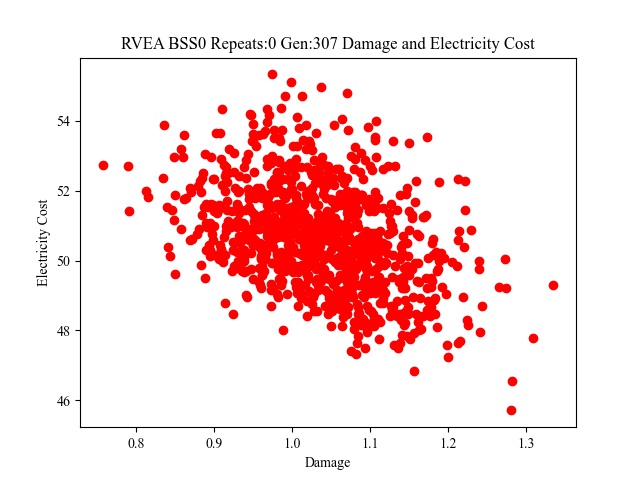 RVEA BSS0 Repeats:0 Gen:307 Damage and Electricity Cost
54
52
50
48
46
Electricity Cost
0.8 0.9 1.0 1.1 1.2 1.3
Damage